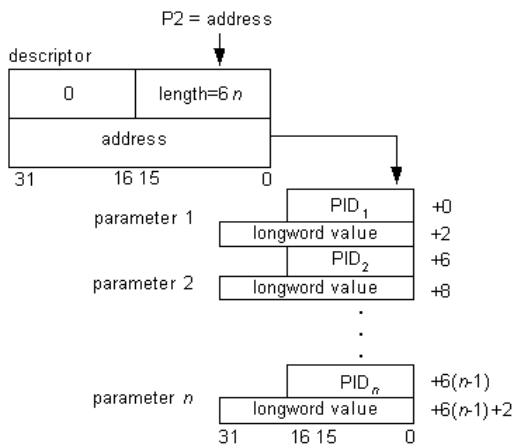 P2 = address
descriptor
0 length=6n
address
31 16 15 0
PID1 +0
parameter 1
longword value +2
PID2 +6
parameter 2
longword value +8
.
.
.
PIDn +6(n-1)
parameter n
longword value +6(n-1)+2
31 16 15 0